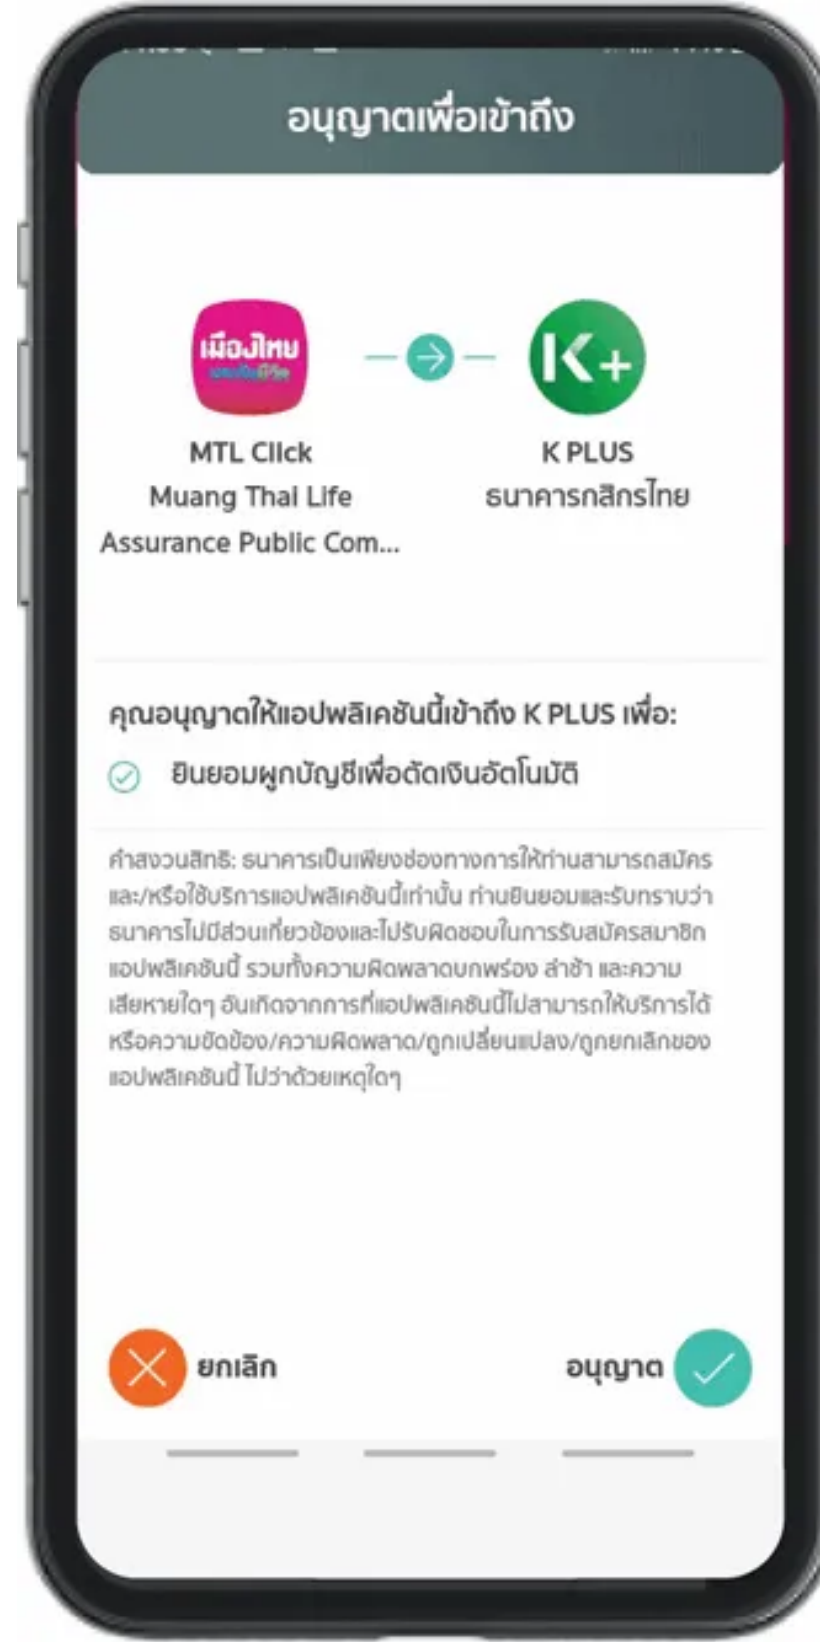 อนุญาตเพื่อเข้าถึง
เมืองไทย
K+
MTL Click
Muang Thai Life
Assurance Public Com...
K PLUS
ธนาคารกสิกรไทย
คุณอนุญาตให้แอปพลิเคชันนี้เข้าถึง K PLUS เพื่อ:
ยินยอมผูกบัญชีเพื่อตัดเงินอัตโนมัติ
คำสงวนสิทธิ: ธนาคารเป็นเพียงช่องทางการให้ท่านสามารถสมัคร
และ/หรือใช้บริการแอปพลิเคชันนี้เท่านั้น ท่านยินยอมและรับทราบว่า
ธนาคารไม่มีส่วนเกี่ยวข้องและไม่รับผิดชอบในการรับสมัครสมาชิก
แอปพลิเคชันนี้ รวมทั้งความผิดพลาดบกพร่อง ล่าช้า และความ
เสียหายใดๆ อันเกิดจากการที่แอปพลิเคชันนี้ไม่สามารถให้บริการได้
หรือความขัดข้อง/ความผิดพลาด/ถูกเปลี่ยนแปลง/ถูกยกเลิกของ
แอปพลิเคชันนี้ ไม่ว่าด้วยเหตุใดๆ
ยกเลิก
อนุญาต